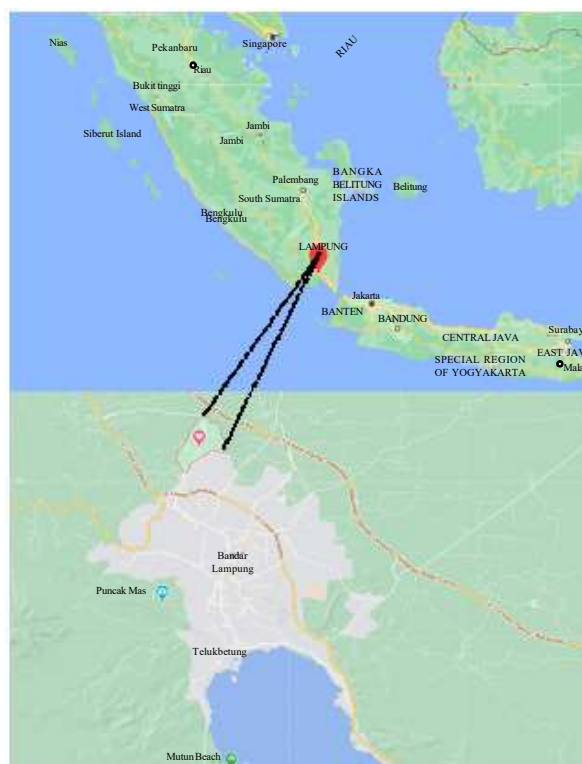 Nias
Pekanbaru
Singapore
RIAU
Riau
Bukittinggi
West Sumatra
Siberut Island
Jambi
Jambi
BANGKA
BELITUNG
ISLANDS
Palembang
Belitung
South Sumatra
Bengkulu
Bengkulu
LAMPUNG
Jakarta
BANTEN
BANDUNG
Surabay
CENTRAL JAVA
EAST JAV
SPECIAL REGION
OF YOGYAKARTA
Mala
Bandar
Lampung
Puncak Mas
Telukbetung
Mutun Beach